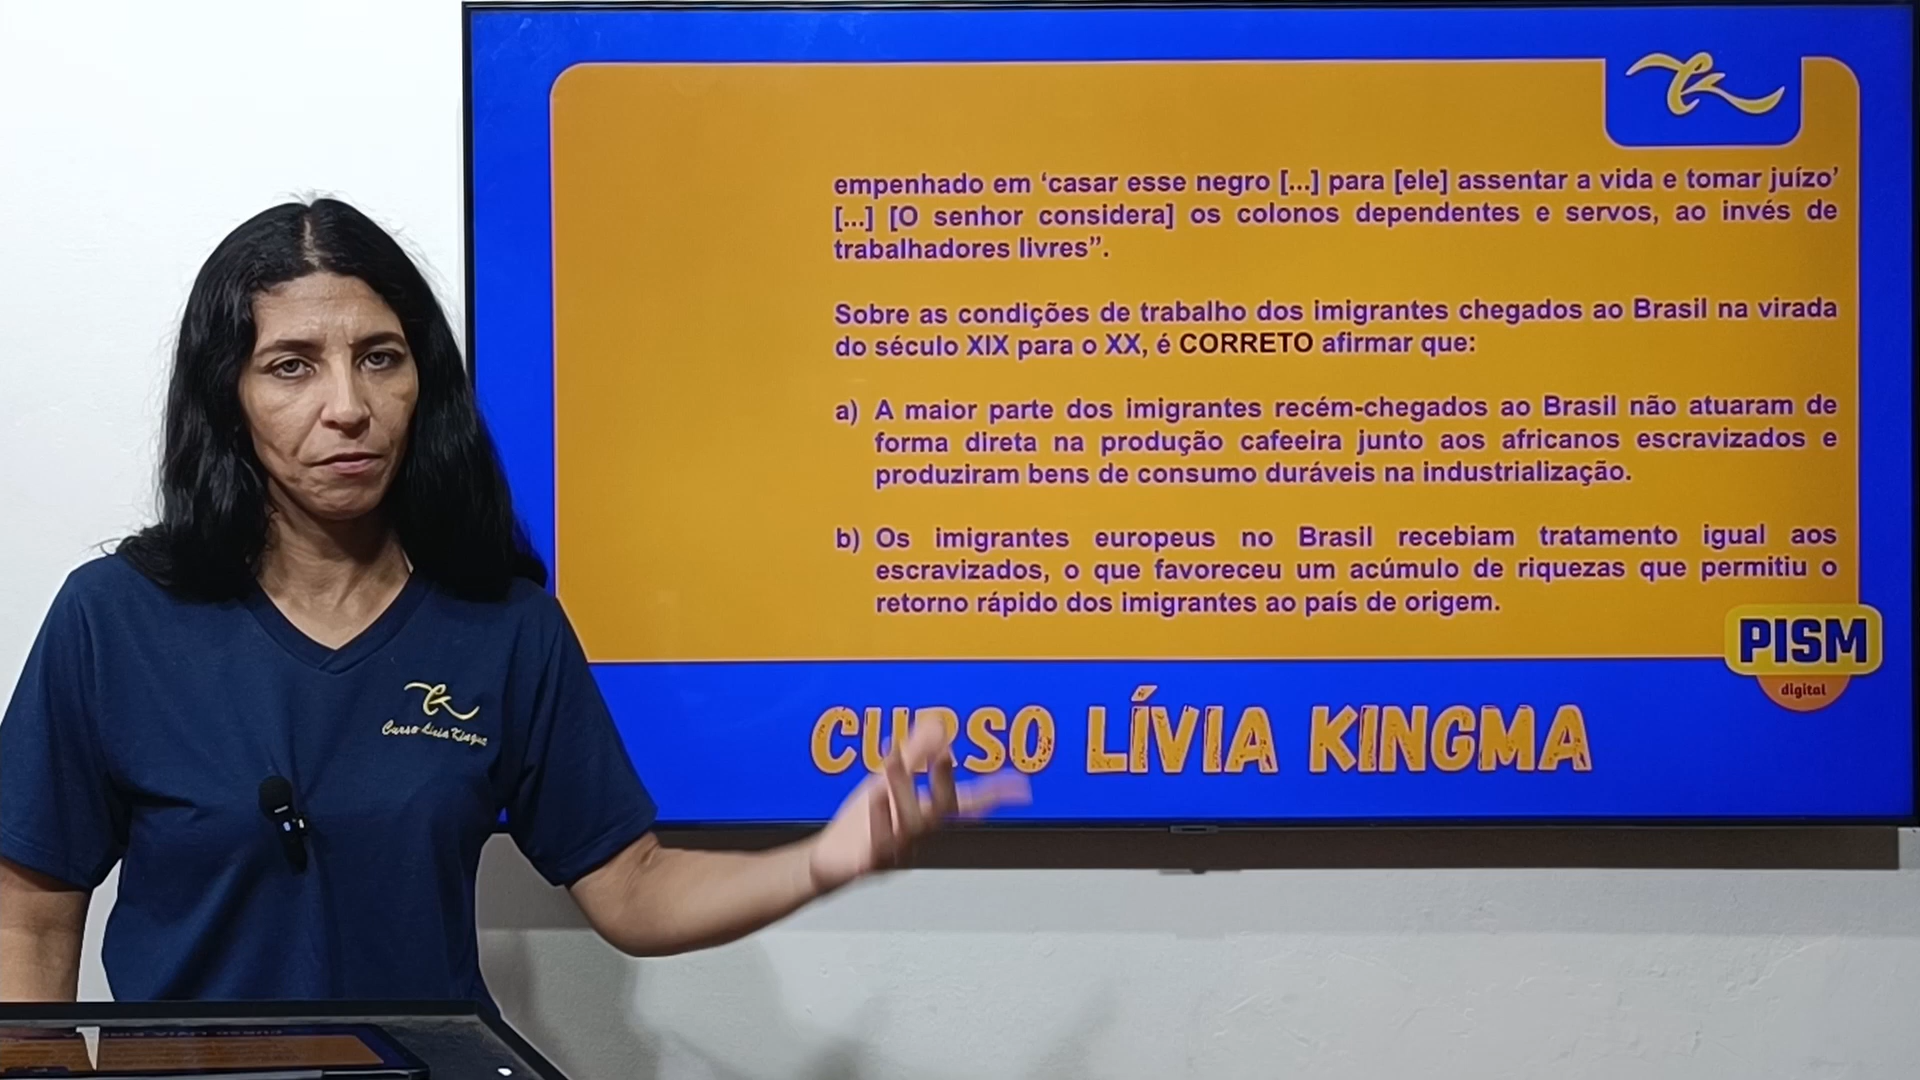 empenhado em ‘casar esse negro [...] para [ele] assentar a vida e tomar juízo’
[...] [O senhor considera] os colonos dependentes e servos, ao invés de
trabalhadores livres”.
Sobre as condições de trabalho dos imigrantes chegados ao Brasil na virada
do século XIX para o XX, é CORRETO afirmar que:
a) A maior parte dos imigrantes recém-chegados ao Brasil não atuaram de
forma direta na produção cafeeira junto aos africanos escravizados e
produziram bens de consumo duráveis na industrialização.
b) Os imigrantes europeus no Brasil recebiam tratamento igual aos
escravizados, o que favoreceu um acúmulo de riquezas que permitiu o
retorno rápido dos imigrantes ao país de origem.
PISM
digital
CURSO LÍVIA KINGMA
Curso Lívia Kingma